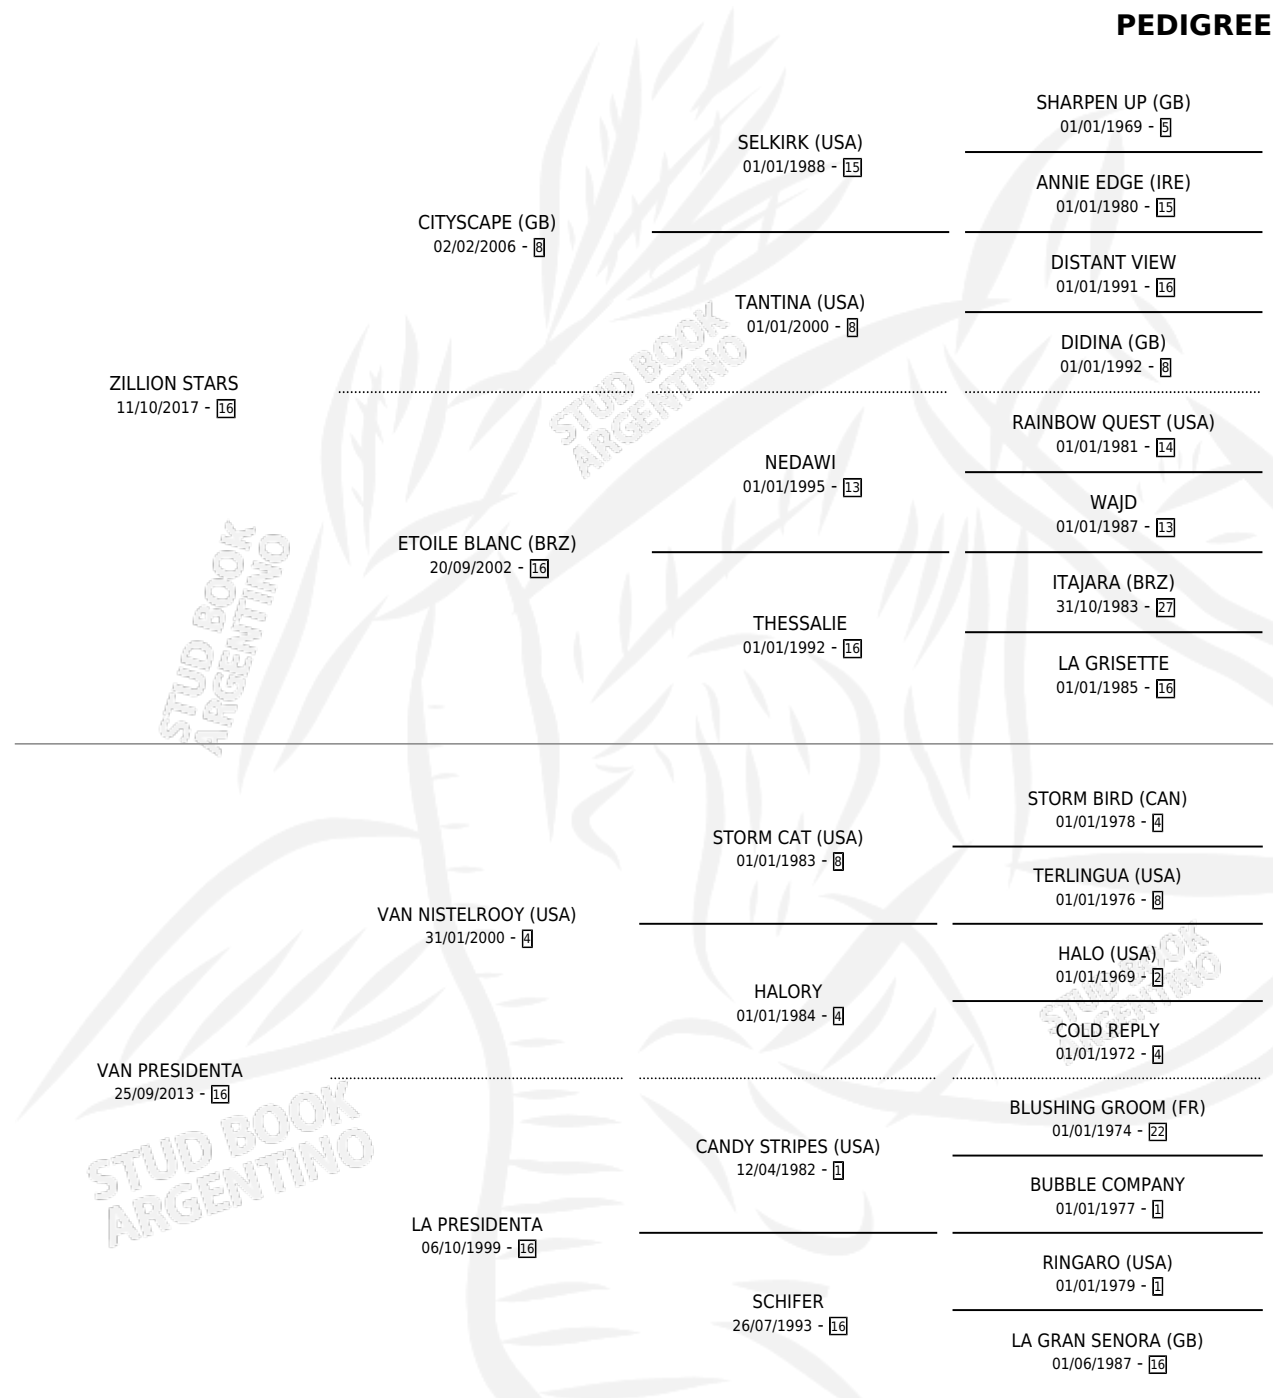 PEDIGREE
SHARPEN UP (GB)
01/01/1969 - 5
SELKIRK (USA)
01/01/1988 - 15
ANNIE EDGE (IRE)
01/01/1980 - 15
CITYSCAPE (GB)
02/02/2006 - 8
DISTANT VIEW
01/01/1991 - 16
TANTINA (USA)
01/01/2000 - 8
DIDINA (GB)
01/01/1992 - 8
ZILLION STARS
11/10/2017 - 16
RAINBOW QUEST (USA)
01/01/1981 - 14
NEDAWI
01/01/1995 - 13
WAJD
01/01/1987 - 13
ETOILE BLANC (BRZ)
20/09/2002 - 16
ITAJARA (BRZ)
31/10/1983 - 27
THESSALIE
01/01/1992 - 16
LA GRISETTE
01/01/1985 - 16
STORM BIRD (CAN)
01/01/1978 - 4
STORM CAT (USA)
01/01/1983 - 8
TERLINGUA (USA)
01/01/1976 - 8
VAN NISTELROOY (USA)
31/01/2000 - 4
HALO (USA)
01/01/1969 - 2
HALORY
01/01/1984 - 4
COLD REPLY
01/01/1972 - 4
VAN PRESIDENTA
25/09/2013 - 16
BLUSHING GROOM (FR)
01/01/1974 - 22
CANDY STRIPES (USA)
12/04/1982 - 1
BUBBLE COMPANY
01/01/1977 - 1
LA PRESIDENTA
06/10/1999 - 16
RINGARO (USA)
01/01/1979 - 1
SCHIFER
26/07/1993 - 16
LA GRAN SENORA (GB)
01/06/1987 - 16
STUD BOOK
ARGENTINO
STUD BOOK
ARGENTINO
STUD BOOK
ARGENTINO
STUD BOOK
ARGENTINO